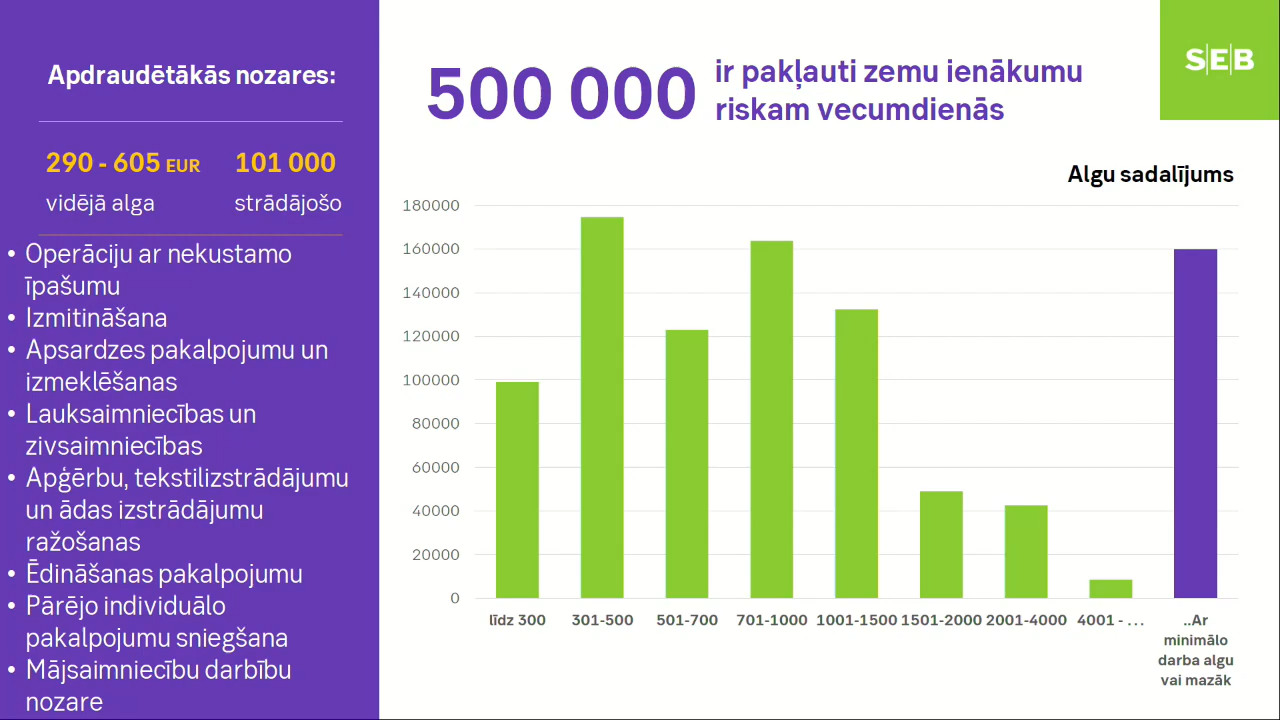 Apdraudētākās nozares:
290 - 605 EUR
vidējā alga
101 000
strādājošo
• Operāciju ar nekustamo
īpašumu
• Izmitināšana
• Apsardzes pakalpojumu un
izmeklēšanas
• Lauksaimniecības un
zivsaimniecības
• Apģērbu, tekstilizstrādājumu
un ādas izstrādājumu
ražošanas
• Ēdināšanas pakalpojumu
• Pārējo individuālo
pakalpojumu sniegšana
• Mājsaimniecību darbību
nozare
500 000
ir pakļauti zemu ienākumu
riskam vecumdienās
SEB
Algu sadalījums
180000
160000
140000
120000
100000
80000
60000
40000
20000
0
līdz 300
301-500
501-700
701-1000
1001-1500
1501-2000
2001-4000
4001 - ...
..Ar
minimālo
darba algu
vai mazāk